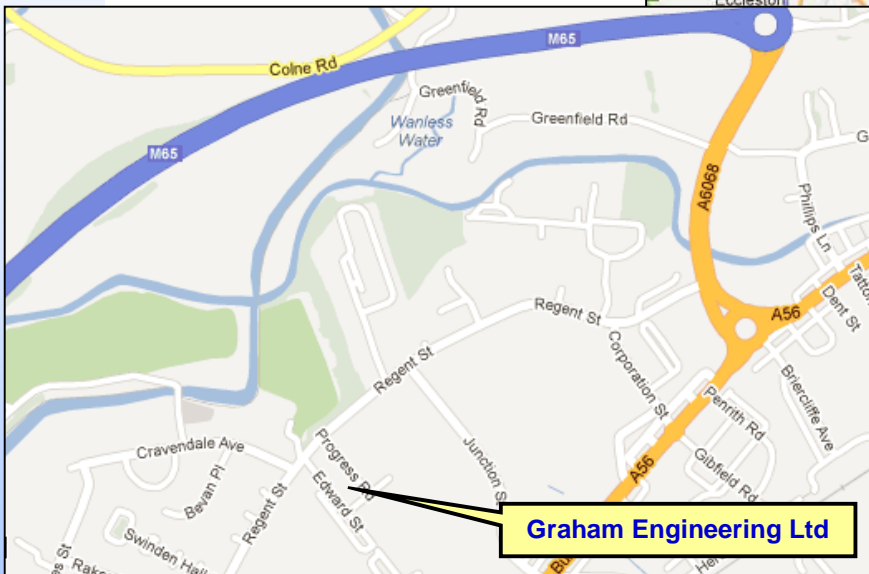 Eccleston
M65
Colne Rd
Greenfield Rd
Wanless
Water
Greenfield Rd
M65
A6068
Phillips Ln
Tatton
Dent St
A56
Regent St
Corporation St
Briercliffe Ave
Regent St
Penrith Rd
Progress Rd
Junction St
Cravendale Ave
Gibfield Rd
A56
Bevan Pl
Edward St
Regent St
Graham Engineering Ltd
Swinden Hall